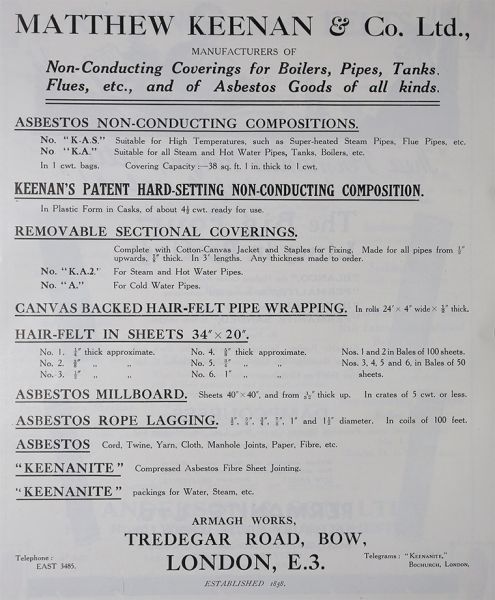 MATTHEW KEENAN & Co. Ltd.,
MANUFACTURERS OF
Non-Conducting Coverings for Boilers, Pipes, Tanks,
Flues, etc., and of Asbestos Goods of all kinds.
ASBESTOS NON-CONDUCTING COMPOSITIONS.
No. "K-A.S." Suitable for High Temperatures, such as Super-heated Steam Pipes, Flue Pipes, etc.
No "K.A." Suitable for all Steam and Hot Water Pipes, Tanks, Boilers, etc.
In 1 cwt. bags. Covering Capacity:—38 sq. ft. 1 in. thick to 1 cwt.
KEENAN'S PATENT HARD-SETTING NON-CONDUCTING COMPOSITION.
In Plastic Form in Casks, of about 4½ cwt. ready for use.
REMOVABLE SECTIONAL COVERINGS.
Complete with Cotton-Canvas Jacket and Staples for Fixing. Made for all pipes from ½"
upwards, thick. In 3' lengths. Any thickness made to order.
No. "K.A.2." For Steam and Hot Water Pipes.
No. "A." For Cold Water Pipes.
CANVAS BACKED HAIR-FELT PIPE WRAPPING. In rolls 24' × 4" wide × thick.
HAIR-FELT IN SHEETS 34" × 20".
No. 1. ¼" thick approximate. No. 4. thick approximate. Nos. 1 and 2 in Bales of 100 sheets.
No. 2. " " No. 5. " " Nos. 3, 4, 5 and 6, in Bales of 50
No. 3. ½" " " No. 6. 1" " " sheets.
ASBESTOS MILLBOARD. Sheets 40" × 40", and from thick up. In crates of 5 cwt. or less.
ASBESTOS ROPE LAGGING. 1" and diameter. In coils of 100 feet.
ASBESTOS Cord, Twine, Yarn, Cloth, Manhole Joints, Paper, Fibre, etc.
"KEENANITE" Compressed Asbestos Fibre Sheet Jointing.
"KEENANITE" packings for Water, Steam, etc.
ARMAGH WORKS,
TREDEGAR ROAD, BOW,
LONDON, E.3.
Telephone:
EAST 3485.
Telegrams: "KEENANITE,"
BOCHURCH, LONDON.
ESTABLISHED 1838.